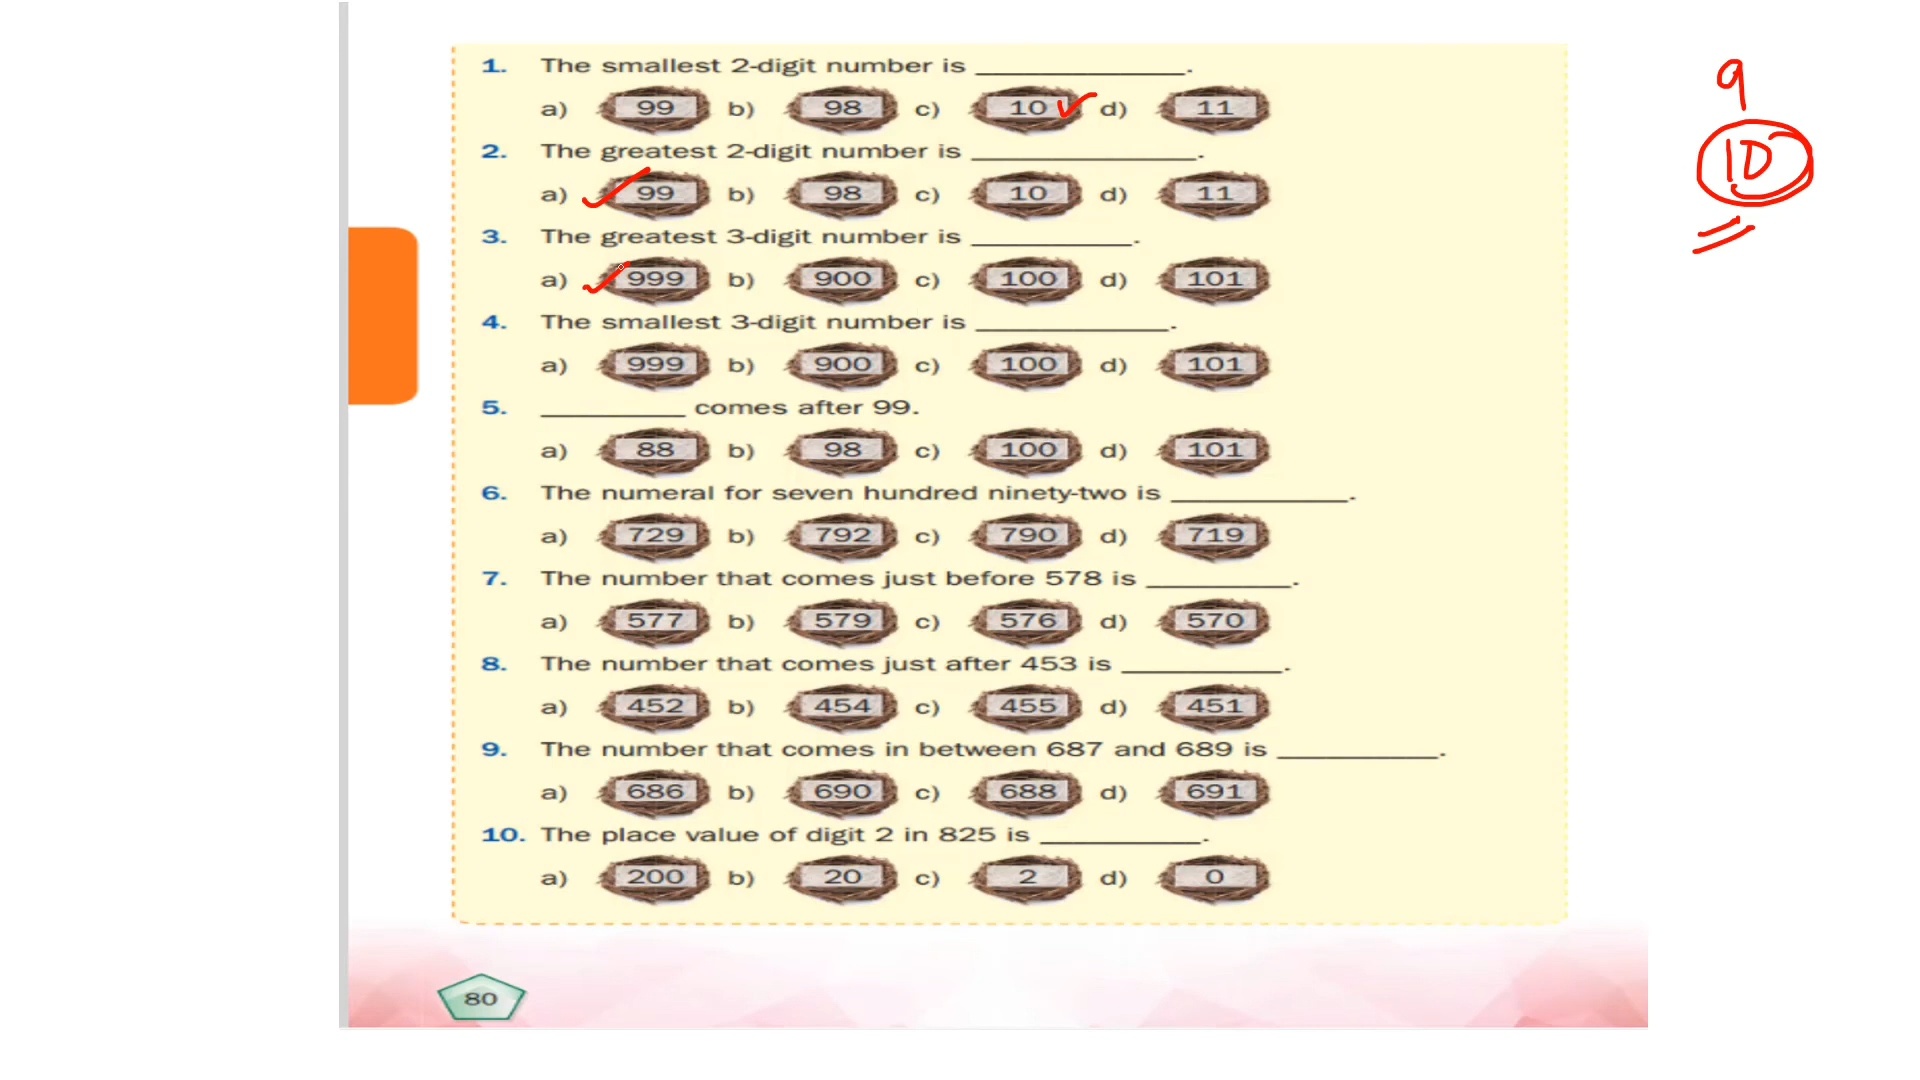 1. The smallest 2-digit number is ____________.
a) 99 b) 98 c) 10 d) 11
2. The greatest 2-digit number is ____________.
a) 99 b) 98 c) 10 d) 11
3. The greatest 3-digit number is ____________.
a) 999 b) 900 c) 100 d) 101
4. The smallest 3-digit number is ____________.
a) 999 b) 900 c) 100 d) 101
5. ____________ comes after 99.
a) 88 b) 98 c) 100 d) 101
6. The numeral for seven hundred ninety-two is ____________.
a) 729 b) 792 c) 790 d) 719
7. The number that comes just before 578 is ____________.
a) 577 b) 579 c) 576 d) 570
8. The number that comes just after 453 is ____________.
a) 452 b) 454 c) 455 d) 451
9. The number that comes in between 687 and 689 is ____________.
a) 686 b) 690 c) 688 d) 691
10. The place value of digit 2 in 825 is ____________.
a) 200 b) 20 c) 2 d) 0
80
9
10